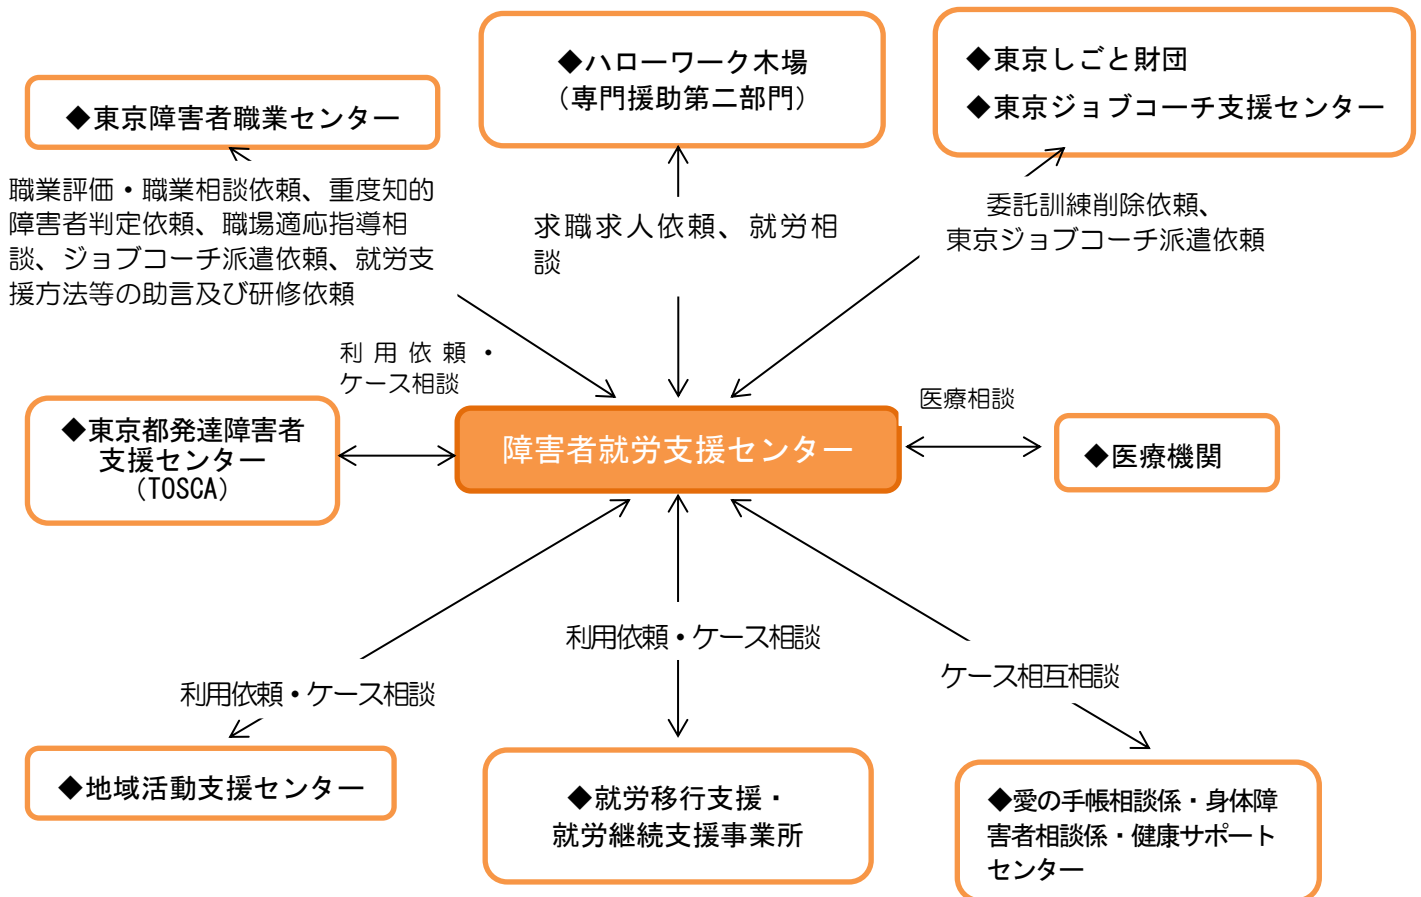 ◆ハローワーク木場
（専門援助第二部門）
◆東京しごと財団
◆東京ジョブコーチ支援センター
◆東京障害者職業センター
職業評価・職業相談依頼、重度知的
障害者判定依頼、職場適応指導相
談、ジョブコーチ派遣依頼、就労支
援方法等の助言及び研修依頼
求職求人依頼、就労相
談
委託訓練削除依頼、
東京ジョブコーチ派遣依頼
利用依頼・
ケース相談
医療相談
◆東京都発達障害者
支援センター
（TOSCA）
障害者就労支援センター
◆医療機関
利用依頼・ケース相談
利用依頼・ケース相談
ケース相互相談
◆地域活動支援センター
◆就労移行支援・
就労継続支援事業所
◆愛の手帳相談係・身体障
害者相談係・健康サポート
センター